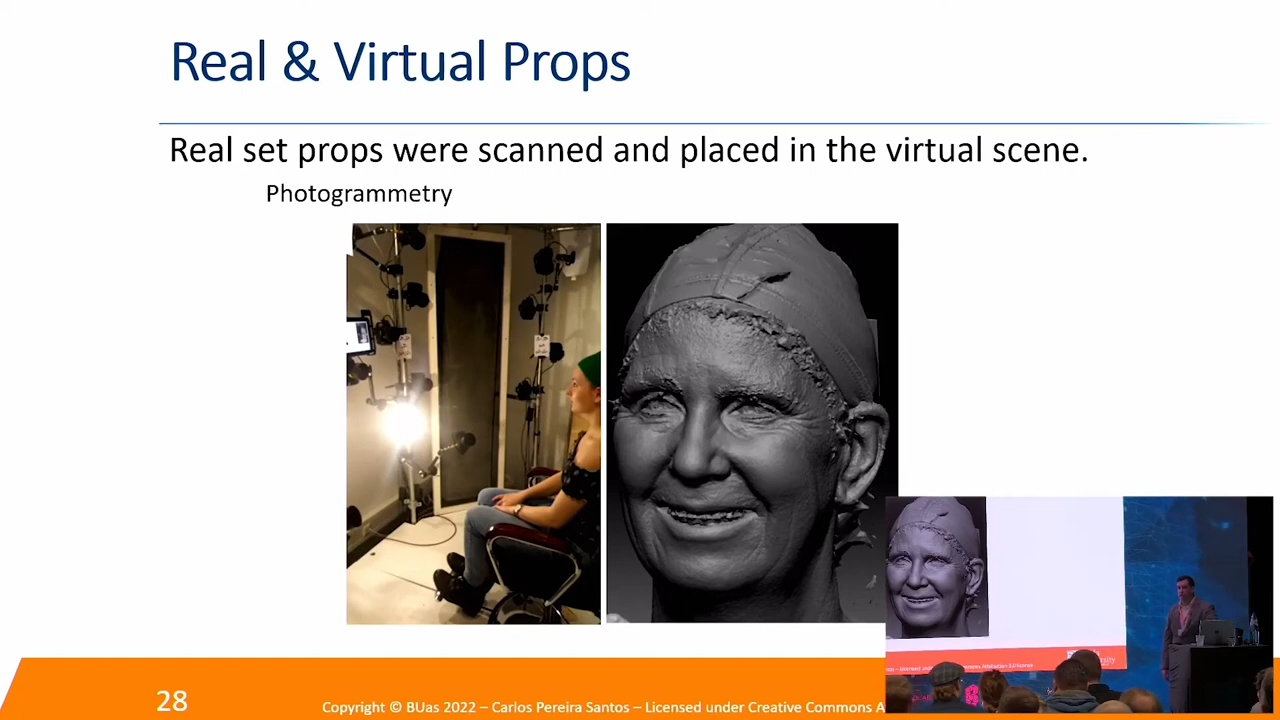 Real & Virtual Props
Real set props were scanned and placed in the virtual scene.
Photogrammetry
28
Copyright © BUas 2022 – Carlos Pereira Santos – Licensed under Creative Commons A